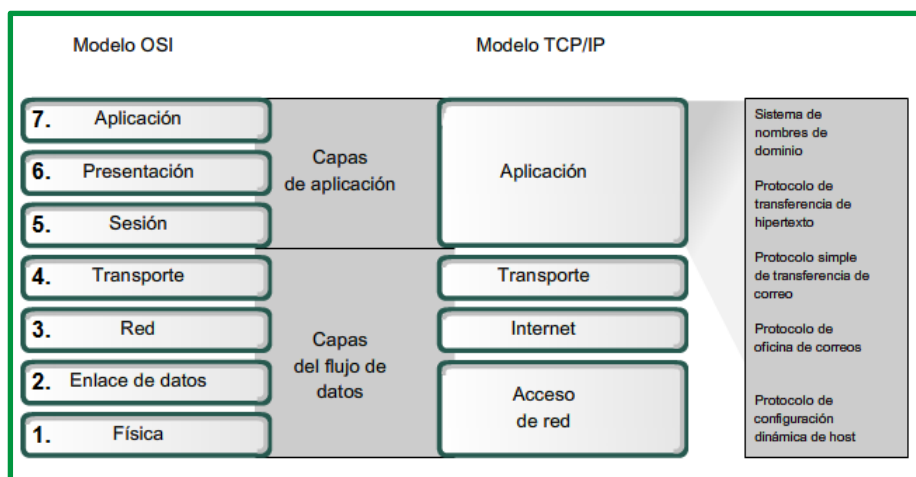 Modelo OSI
Modelo TCP/IP
7. Aplicación
6. Presentación
5. Sesión
4. Transporte
3. Red
2. Enlace de datos
1. Física
Capas
de aplicación
Capas
del flujo de
datos
Aplicación
Transporte
Internet
Acceso
de red
Sistema de
nombres de
dominio
Protocolo de
transferencia de
hipertexto
Protocolo simple
de transferencia de
correo
Protocolo de
oficina de correos
Protocolo de
configuración
dinámica de host